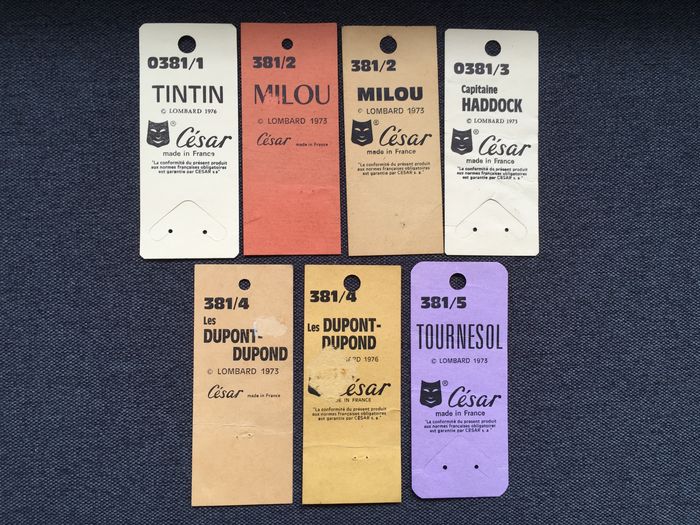 0381/1
TINTIN
© LOMBARD 1976
® César
made in France
"La conformité du présent produit
aux normes françaises obligatoires
est garantie par CÉSAR s.a"
381/2
MILOU
© LOMBARD 1973
César made in France
381/2
MILOU
© LOMBARD 1973
® César
made in France
"La conformité du présent produit
aux normes françaises obligatoires
est garantie par CESAR s. a"
0381/3
Capitaine
HADDOCK
© LOMBARD 1973
® César
made in France
"La conformité du présent produit
aux normes françaises obligatoires
est garantie par CESAR s.a"
381/4
Les
DUPONT-
DUPOND
© LOMBARD 1973
César made in France
381/4
Les DUPONT-
DUPOND
1976
César
IN FRANCE
"La conformité du présent produit
aux normes françaises obligatoires
est garantie par CESAR s. a"
381/5
TOURNESOL
© LOMBARD 1973
® César
made in France
"La conformité du présent produit
aux normes françaises obligatoires
est garantie par CESAR s. a"